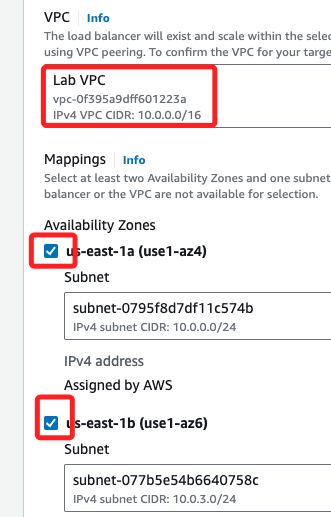 VPC Info
The load balancer will exist and scale within the selec
using VPC peering. To confirm the VPC for your targe
Lab VPC
vpc-0f395a9dff601223a
IPv4 VPC CIDR: 10.0.0.0/16
Mappings Info
Select at least two Availability Zones and one subnet
balancer or the VPC are not available for selection.
Availability Zones
us-east-1a (use1-az4)
Subnet
subnet-0795f8d7df11c574b
IPv4 subnet CIDR: 10.0.0.0/24
IPv4 address
Assigned by AWS
us-east-1b (use1-az6)
Subnet
subnet-077b5e54b6640758c
IPv4 subnet CIDR: 10.0.3.0/24